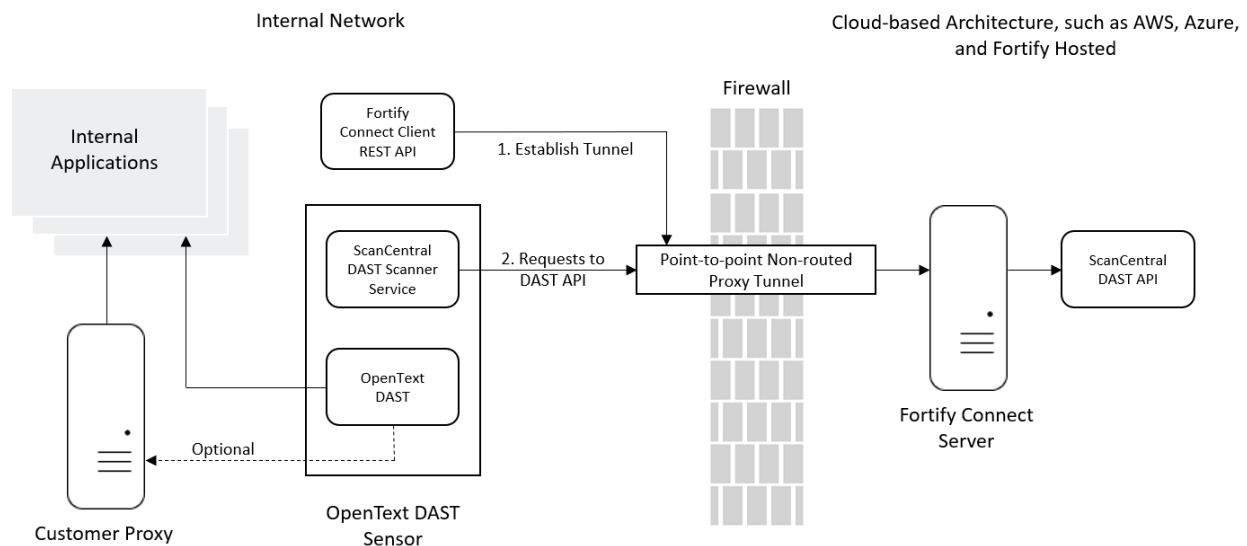 Internal Network
Cloud-based Architecture, such as AWS, Azure,
and Fortify Hosted
Firewall
Internal
Applications
Fortify
Connect Client
REST API
1. Establish Tunnel
ScanCentral
DAST Scanner
Service
2. Requests to
DAST API
Point-to-point Non-routed
Proxy Tunnel
ScanCentral
DAST API
OpenText
DAST
Optional
Fortify Connect
Server
OpenText DAST
Sensor
Customer Proxy